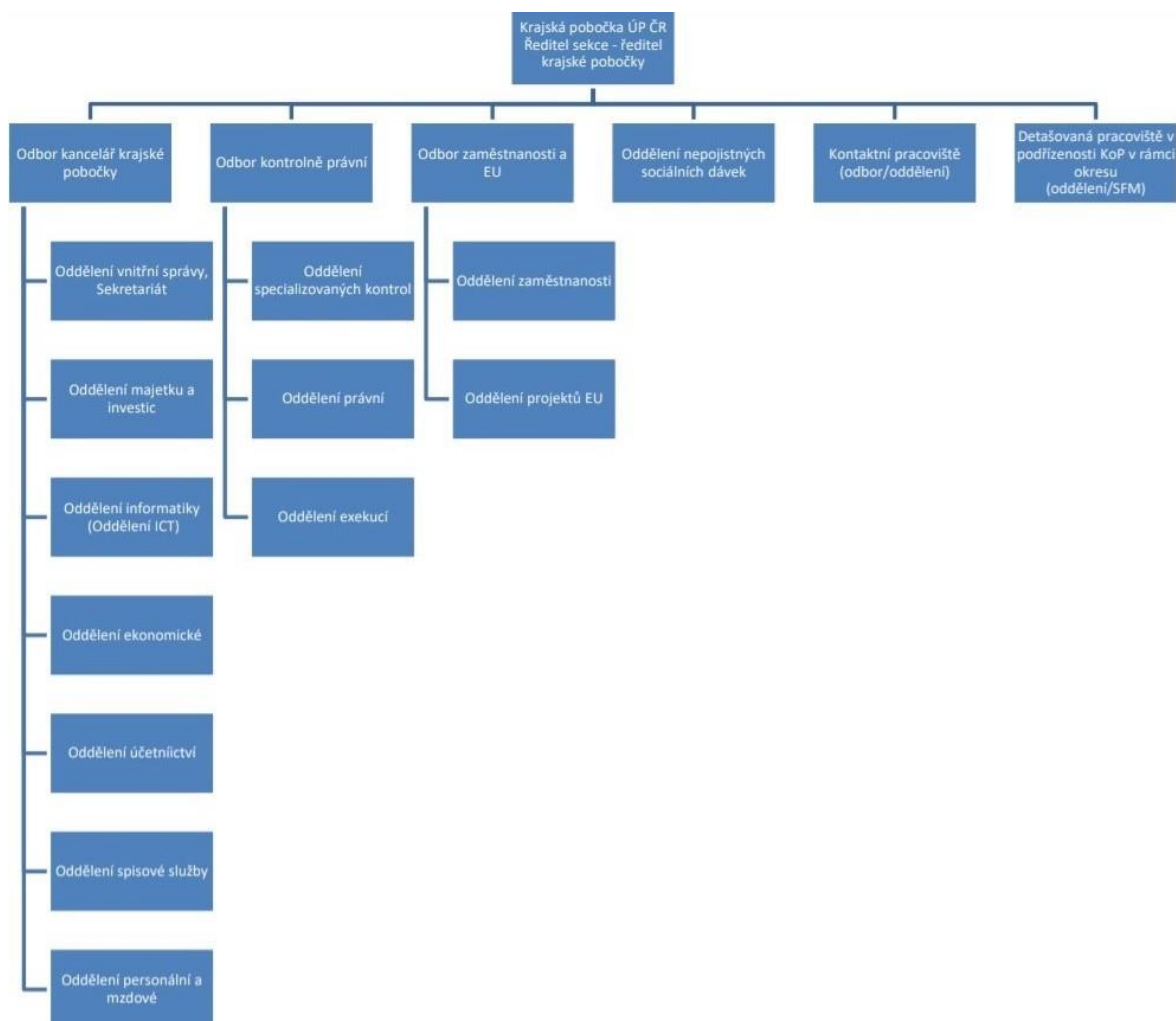 Krajská pobočka ÚP ČR
Ředitel sekce - ředitel
krajské pobočky
Odbor kancelář krajské
pobočky
Odbor kontrolně právní
Odbor zaměstnanosti a
EU
Oddělení nepojistných
sociálních dávek
Kontaktní pracoviště
(odbor/oddělení)
Detašovaná pracoviště v
podřízenosti KoP v rámci
okresu
(oddělení/SFM)
Oddělení vnitřní správy,
Sekretariát
Oddělení
specializovaných kontrol
Oddělení zaměstnanosti
Oddělení majetku a
investic
Oddělení právní
Oddělení projektů EU
Oddělení informatiky
(Oddělení ICT)
Oddělení exekucí
Oddělení ekonomické
Oddělení účetniictví
Oddělení spisové služby
Oddělení personální a
mzdové